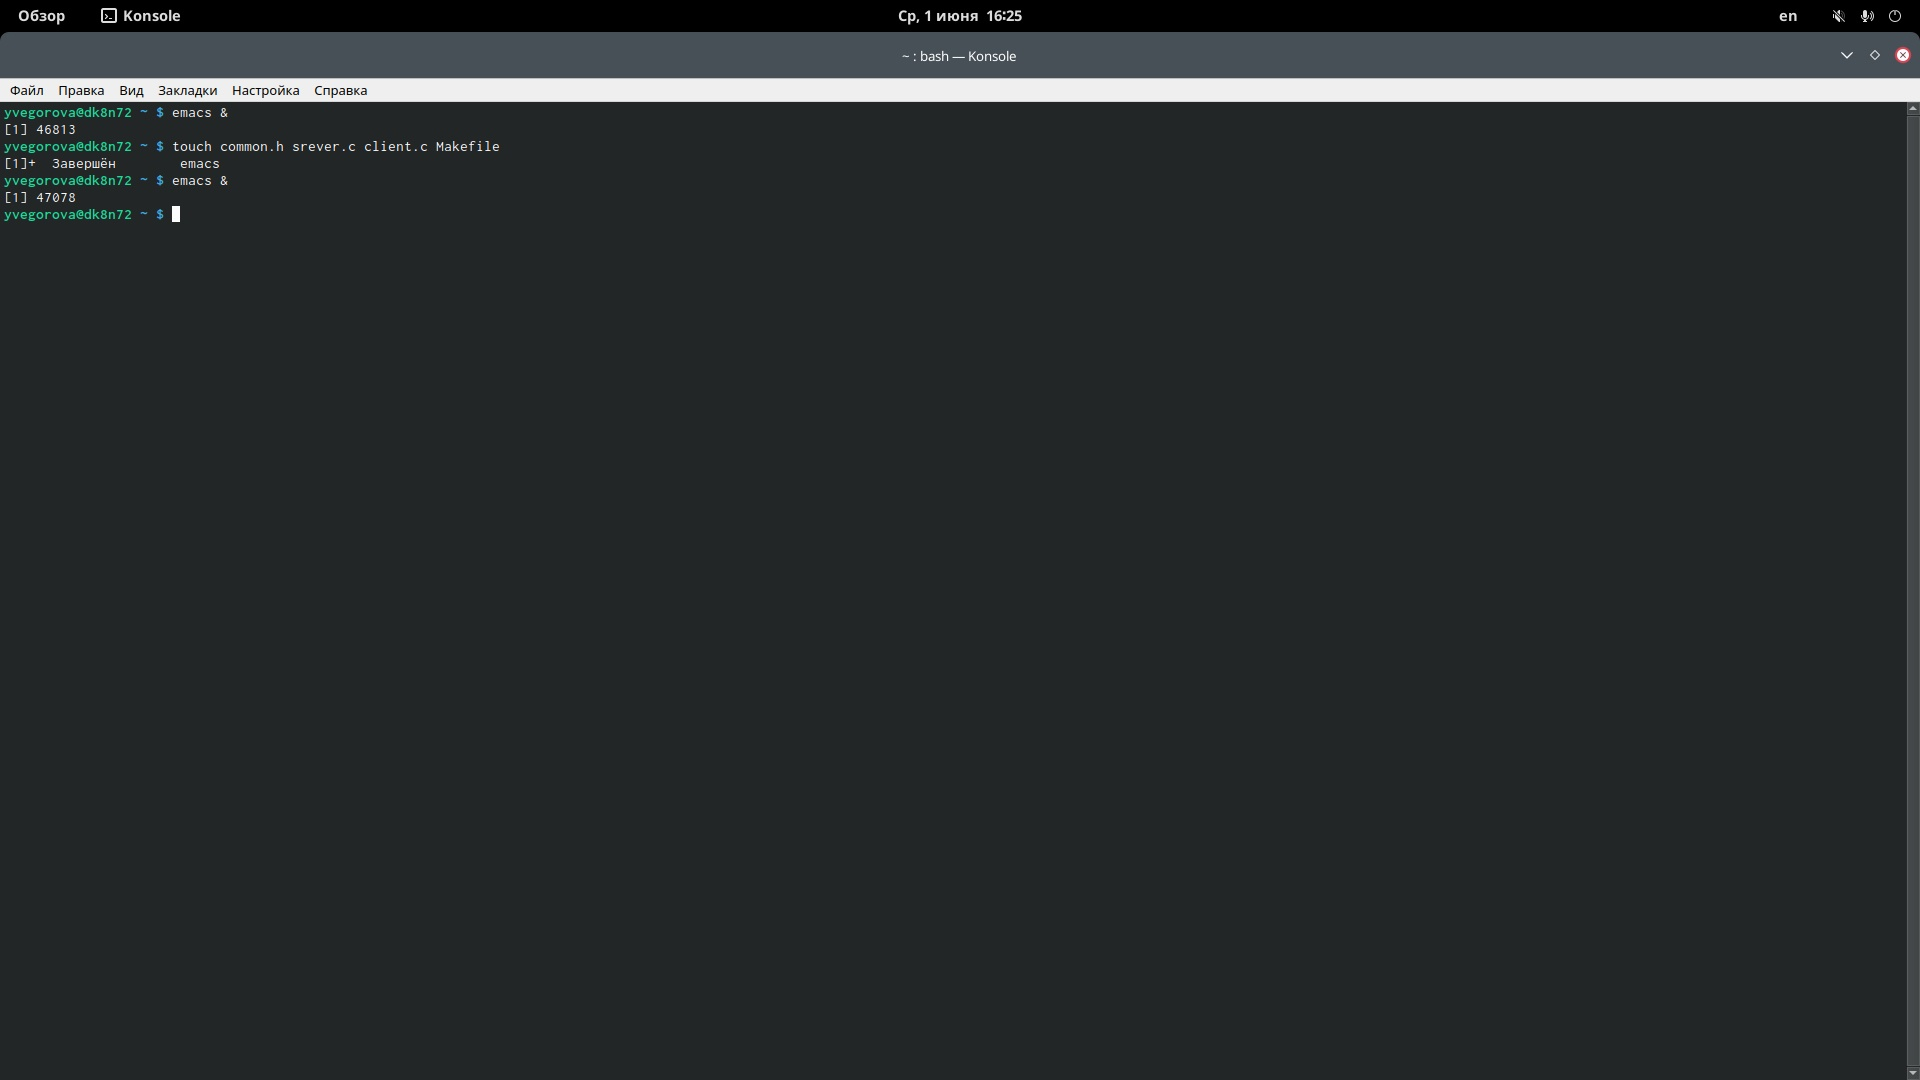 Обзор Konsole Ср, 1 июня 16:25 en
~ : bash — Konsole
Файл Правка Вид Закладки Настройка Справка
yvegorova@dk8n72 ~ $ emacs &
[1] 46813
yvegorova@dk8n72 ~ $ touch common.h srever.c client.c Makefile
[1]+  Завершён        emacs
yvegorova@dk8n72 ~ $ emacs &
[1] 47078
yvegorova@dk8n72 ~ $